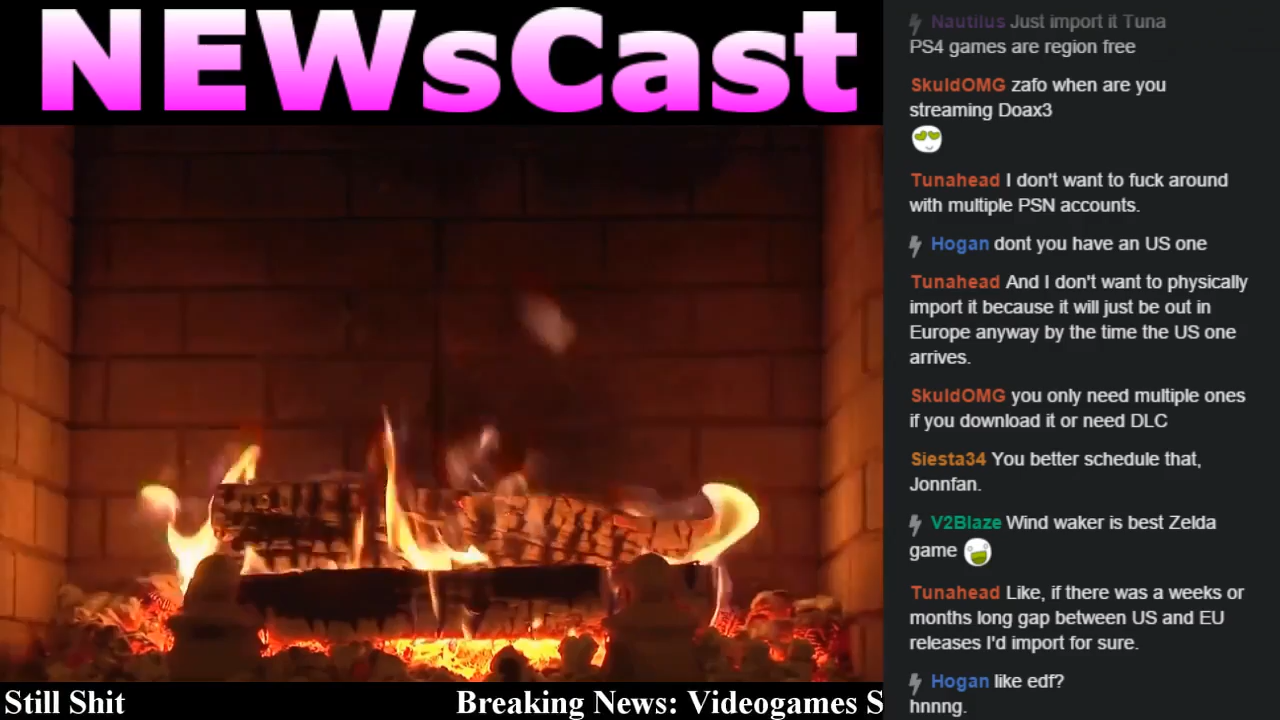 NEWsCast
Nautilus Just import it Tuna
PS4 games are region free
SkuldOMG zafo when are you
streaming Doax3
Tunahead I don't want to fuck around
with multiple PSN accounts.
Hogan dont you have an US one
Tunahead And I don't want to physically
import it because it will just be out in
Europe anyway by the time the US one
arrives.
SkuldOMG you only need multiple ones
if you download it or need DLC
Siesta34 You better schedule that,
Jonnfan.
V2Blaze Wind waker is best Zelda
game
Tunahead Like, if there was a weeks or
months long gap between US and EU
releases I'd import for sure.
Hogan like edf?
hnnng.
Still Shit
Breaking News: Videogames S